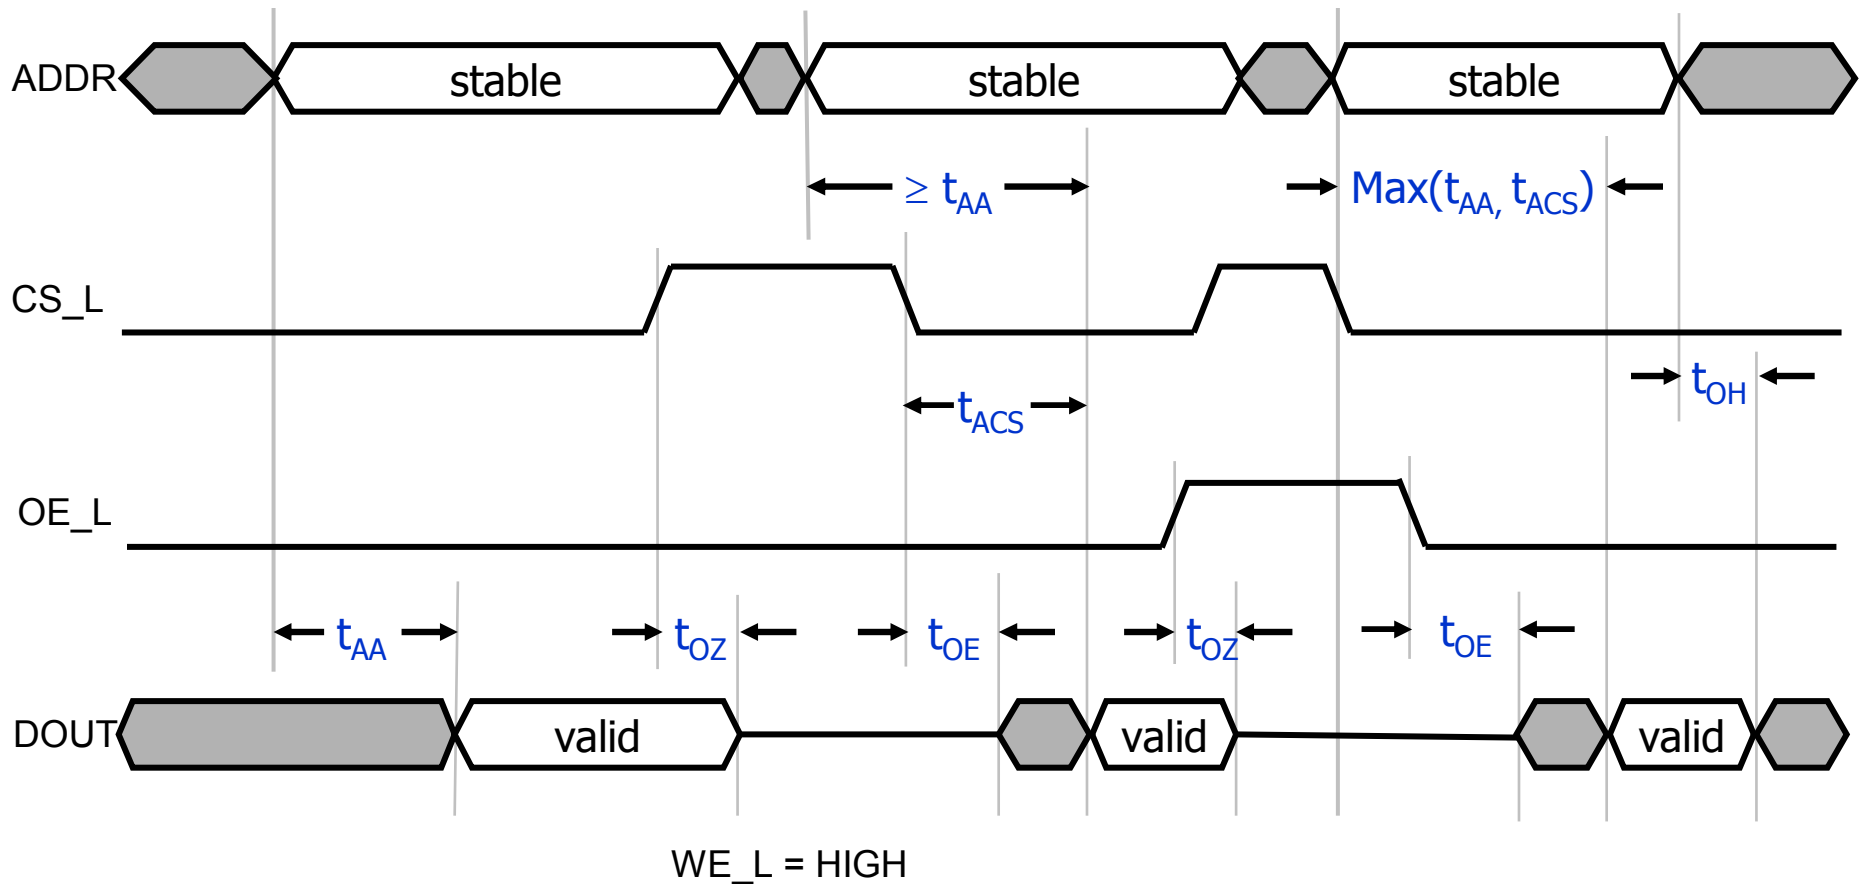 ADDR stable stable stable
≥ tAA Max(tAA, tACS)
CS_L
tACS tOH
OE_L
tAA tOZ tOE tOZ tOE
DOUT valid valid valid
WE_L = HIGH